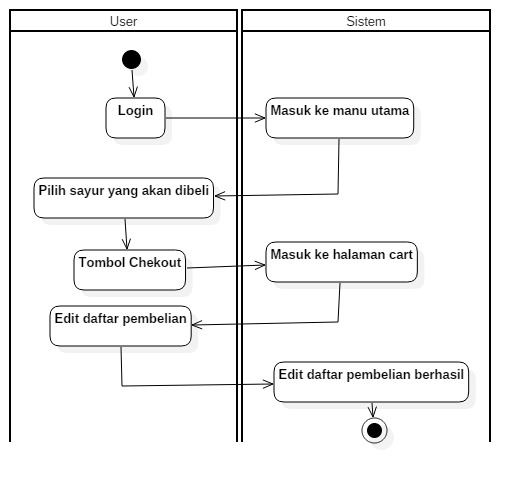 User
Sistem
Login
Masuk ke manu utama
Pilih sayur yang akan dibeli
Tombol Chekout
Masuk ke halaman cart
Edit daftar pembelian
Edit daftar pembelian berhasil